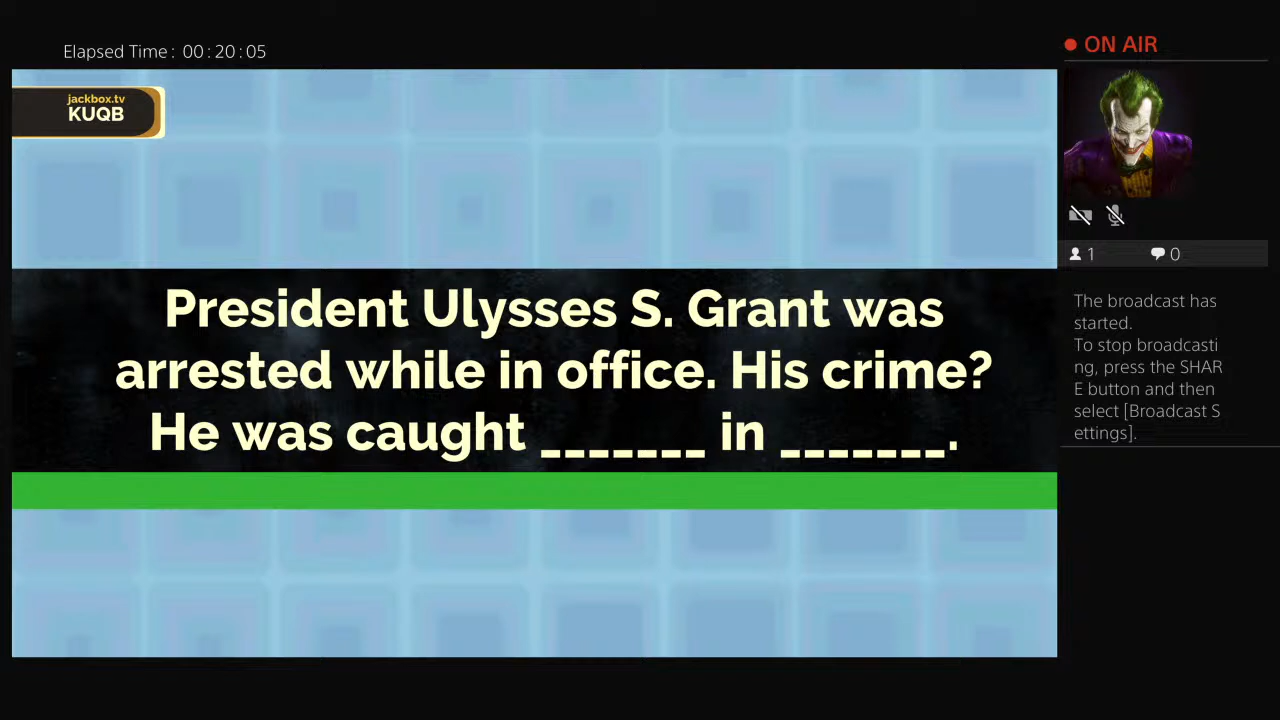 Elapsed Time: 00:20:05
ON AIR
jackbox.tv
KUQB
1
0
President Ulysses S. Grant was
arrested while in office. His crime?
He was caught _______ in _______.
The broadcast has
started.
To stop broadcasti
ng, press the SHAR
E button and then
select [Broadcast S
ettings].